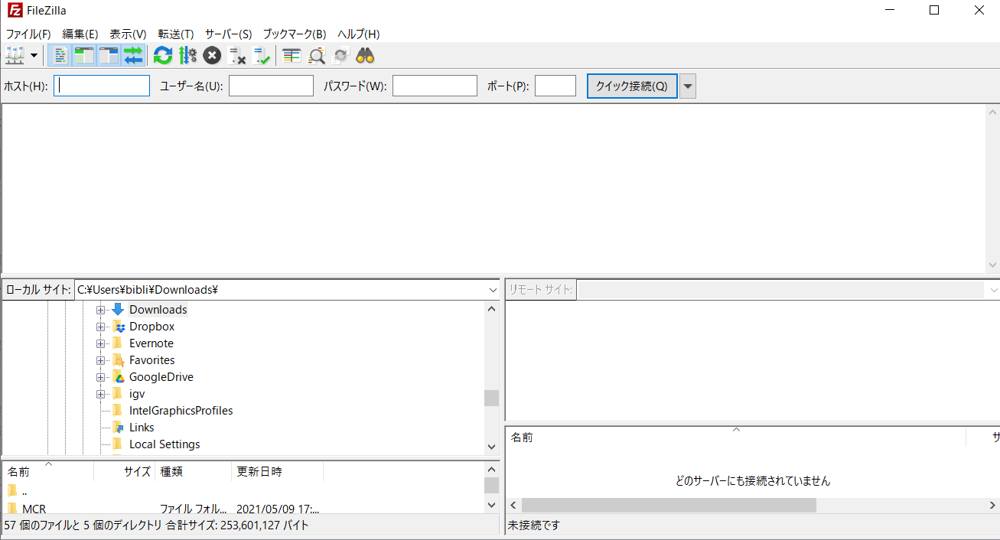 FileZilla
ファイル(F) 編集(E) 表示(V) 転送(T) サーバー(S) ブックマーク(B) ヘルプ(H)
ホスト(H): ユーザー名(U): パスワード(W): ポート(P): クイック接続(Q)
ローカル サイト: C:¥Users¥bibli¥Downloads¥
Downloads
Dropbox
Evernote
Favorites
GoogleDrive
igv
IntelGraphicsProfiles
Links
Local Settings
名前 サイズ 種類 更新日時
..
MCR ファイル フォル... 2021/05/09 17:...
57 個のファイルと 5 個のディレクトリ 合計サイズ: 253,601,127 バイト
リモート サイト:
名前 サ
どのサーバーにも接続されていません
未接続です